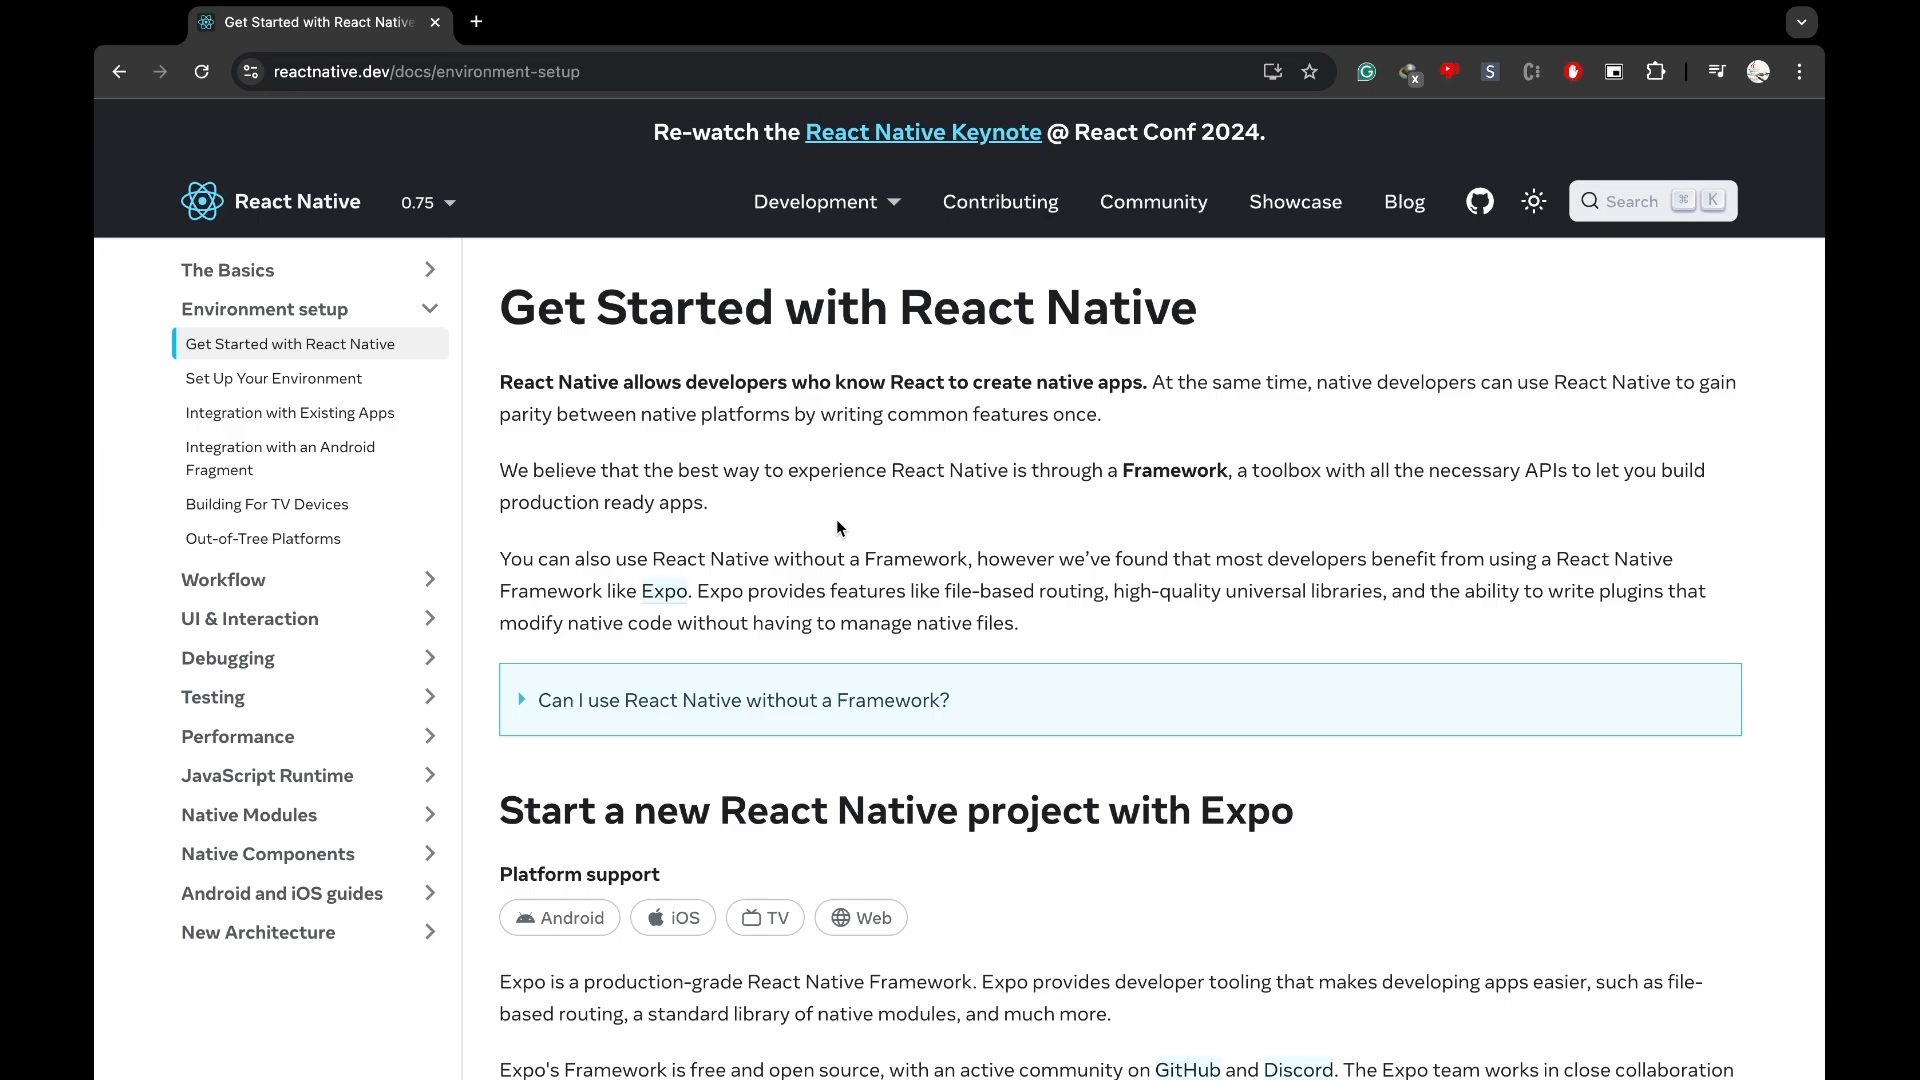 Get Started with React Native
reactnative.dev/docs/environment-setup
Re-watch the React Native Keynote @ React Conf 2024.
React Native
0.75
Development
Contributing
Community
Showcase
Blog
Search ⌘ K
The Basics
Environment setup
Get Started with React Native
Set Up Your Environment
Integration with Existing Apps
Integration with an Android
Fragment
Building For TV Devices
Out-of-Tree Platforms
Workflow
UI & Interaction
Debugging
Testing
Performance
JavaScript Runtime
Native Modules
Native Components
Android and iOS guides
New Architecture
Get Started with React Native
React Native allows developers who know React to create native apps. At the same time, native developers can use React Native to gain
parity between native platforms by writing common features once.
We believe that the best way to experience React Native is through a Framework, a toolbox with all the necessary APIs to let you build
production ready apps.
You can also use React Native without a Framework, however we’ve found that most developers benefit from using a React Native
Framework like Expo. Expo provides features like file-based routing, high-quality universal libraries, and the ability to write plugins that
modify native code without having to manage native files.
Can I use React Native without a Framework?
Start a new React Native project with Expo
Platform support
Android
iOS
TV
Web
Expo is a production-grade React Native Framework. Expo provides developer tooling that makes developing apps easier, such as file-
based routing, a standard library of native modules, and much more.
Expo's Framework is free and open source, with an active community on GitHub and Discord. The Expo team works in close collaboration